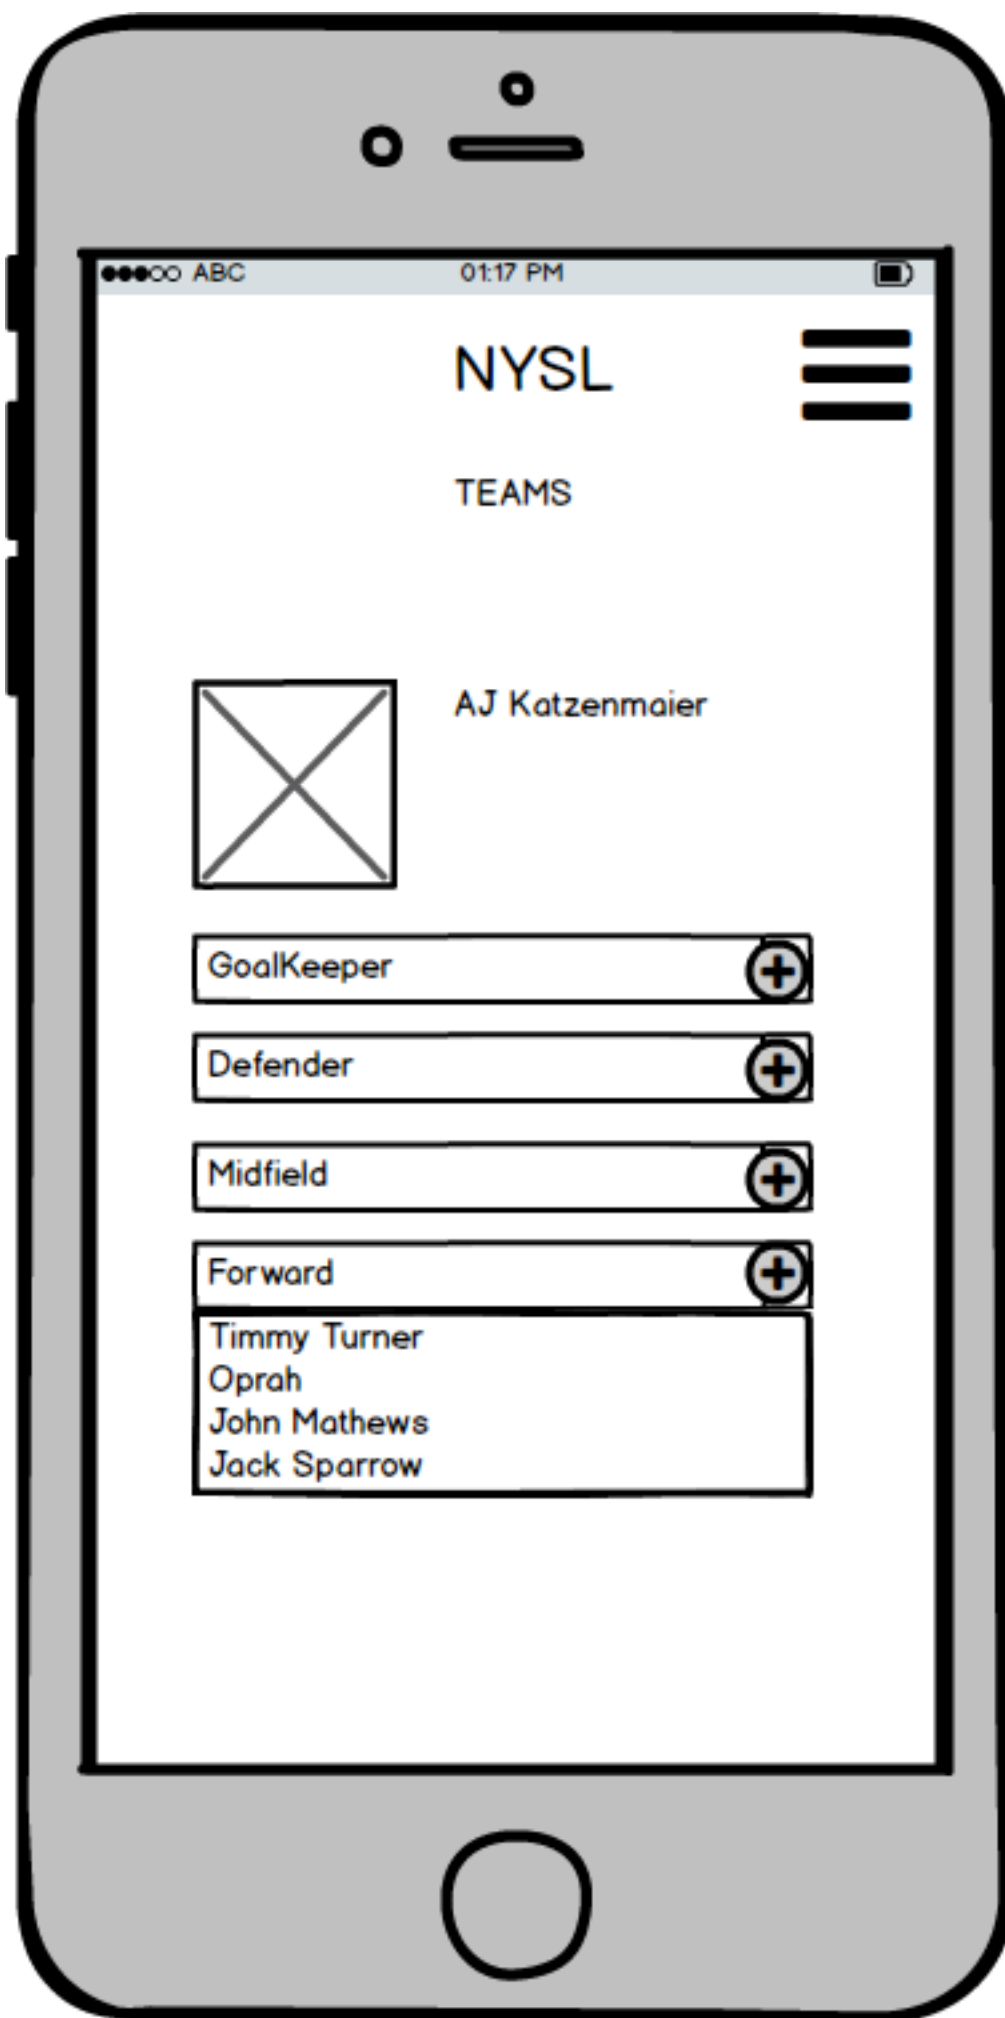 ABC 01:17 PM
NYSL
TEAMS
AJ Katzenmaier
GoalKeeper
Defender
Midfield
Forward
Timmy Turner
Oprah
John Mathews
Jack Sparrow